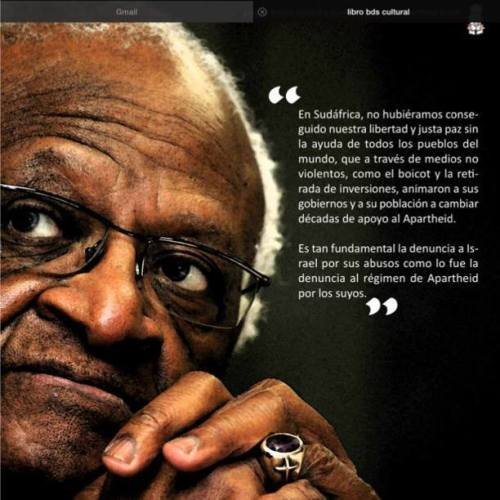 Gmail
libro bds cultural
“
En Sudáfrica, no hubiéramos conse-
guido nuestra libertad y justa paz sin
la ayuda de todos los pueblos del
mundo, que a través de medios no
violentos, como el boicot y la reti-
rada de inversiones, animaron a sus
gobiernos y a su población a cambiar
décadas de apoyo al Apartheid.
Es tan fundamental la denuncia a Is-
rael por sus abusos como lo fue la
denuncia al régimen de Apartheid
por los suyos.
”